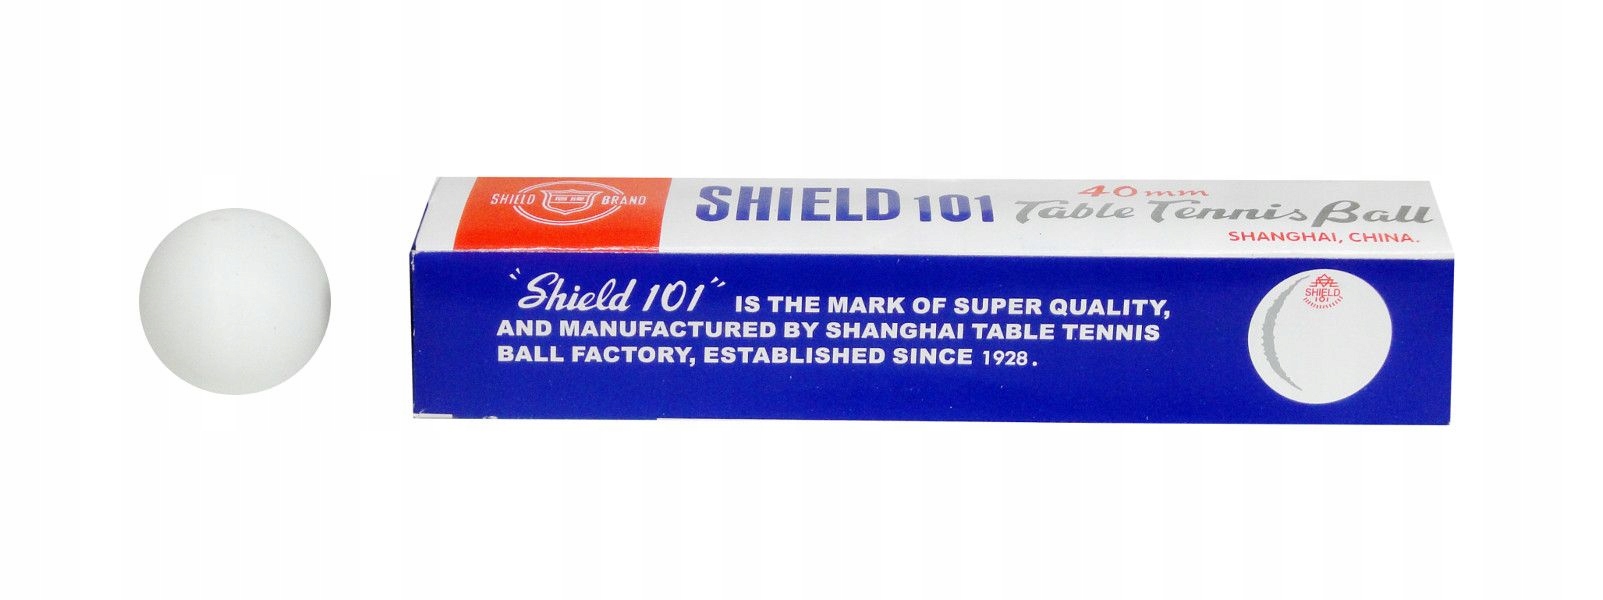 SHIELD BRAND
SHIELD 101
40mm
Table Tennis Ball
SHANGHAI, CHINA.
"Shield 101" IS THE MARK OF SUPER QUALITY,
AND MANUFACTURED BY SHANGHAI TABLE TENNIS
BALL FACTORY, ESTABLISHED SINCE 1928.
SHIELD
101